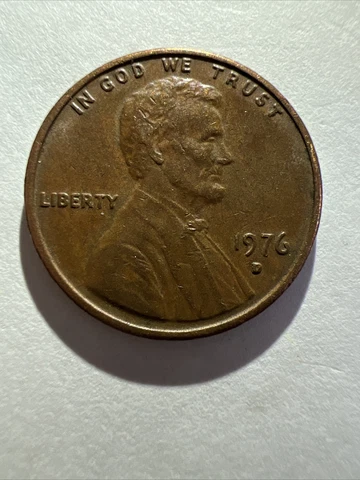 IN GOD WE TRUST
LIBERTY
1976
D